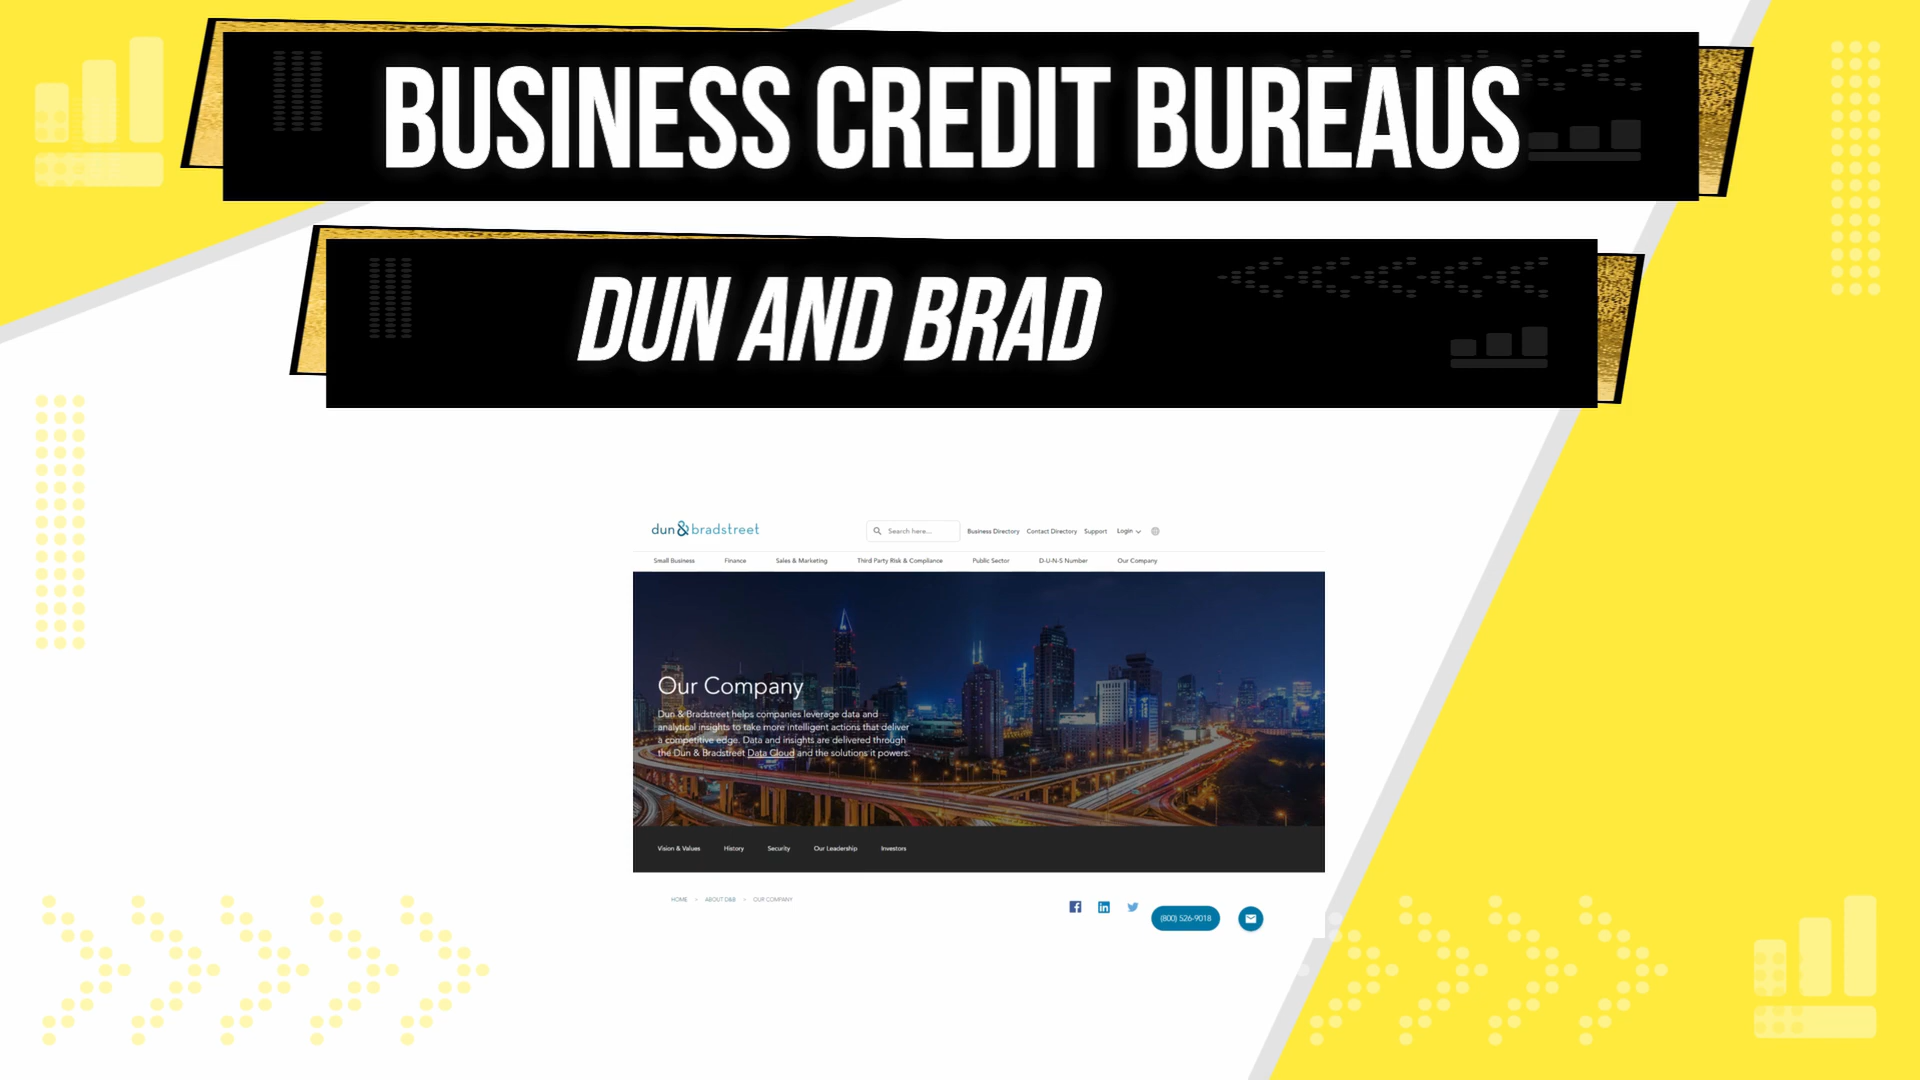 BUSINESS CREDIT BUREAUS
DUN AND BRAD
dun & bradstreet
Search here...
Business Directory
Contact Directory
Support
Login
Small Business
Finance
Sales & Marketing
Third Party Risk & Compliance
Public Sector
D-U-N-S Number
Our Company
Our Company
Dun & Bradstreet helps companies leverage data and
analytical insights to take more intelligent actions that deliver
a competitive edge. Data and insights are delivered through
the Dun & Bradstreet Data Cloud and the solutions it powers.
Vision & Values
History
Security
Our Leadership
Investors
HOME > ABOUT D&B > OUR COMPANY
(800) 526-9018